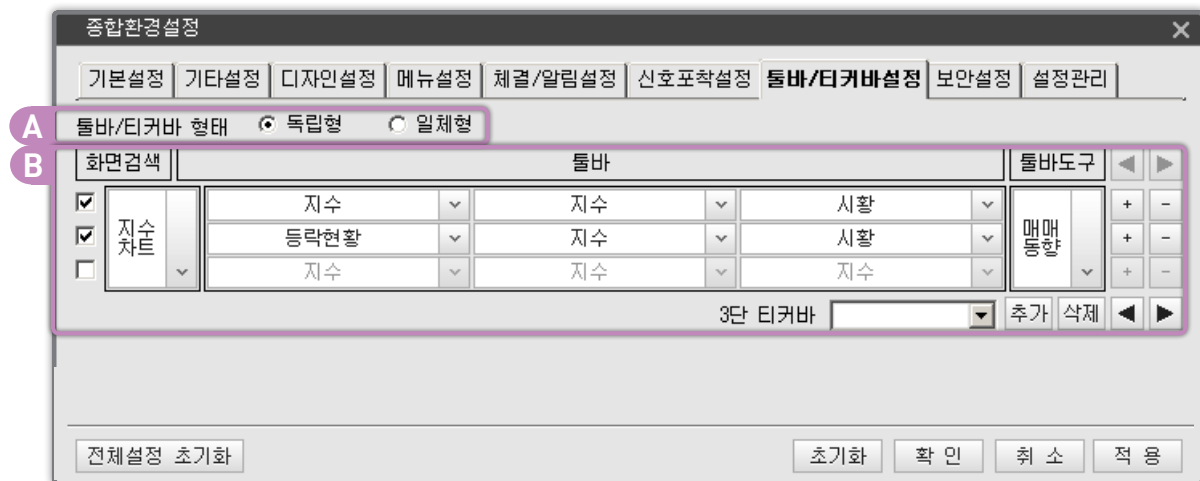 종합환경설정
기본설정 기타설정 디자인설정 메뉴설정 체결/알림설정 신호포착설정 툴바/티커바설정 보안설정 설정관리
A 툴바/티커바 형태 독립형 일체형
B 화면검색 툴바 툴바도구
지수 지수 시황 + -
지수
차트 등락현황 지수 시황 매매
동향 + -
지수 지수 지수 + -
3단 티커바 추가 삭제
전체설정 초기화 초기화 확 인 취 소 적 용